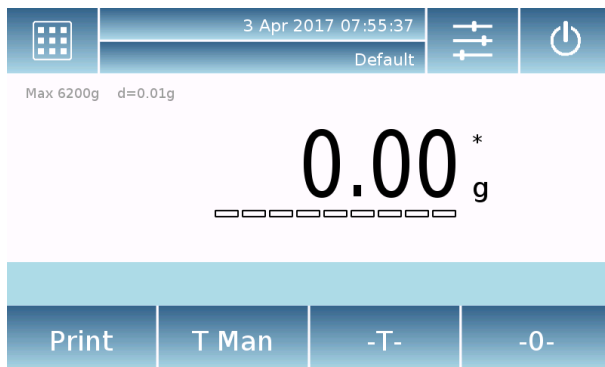 3 Apr 2017 07:55:37
Default
Max 6200g d=0.01g
0.00 * g
Print T Man -T- -0-